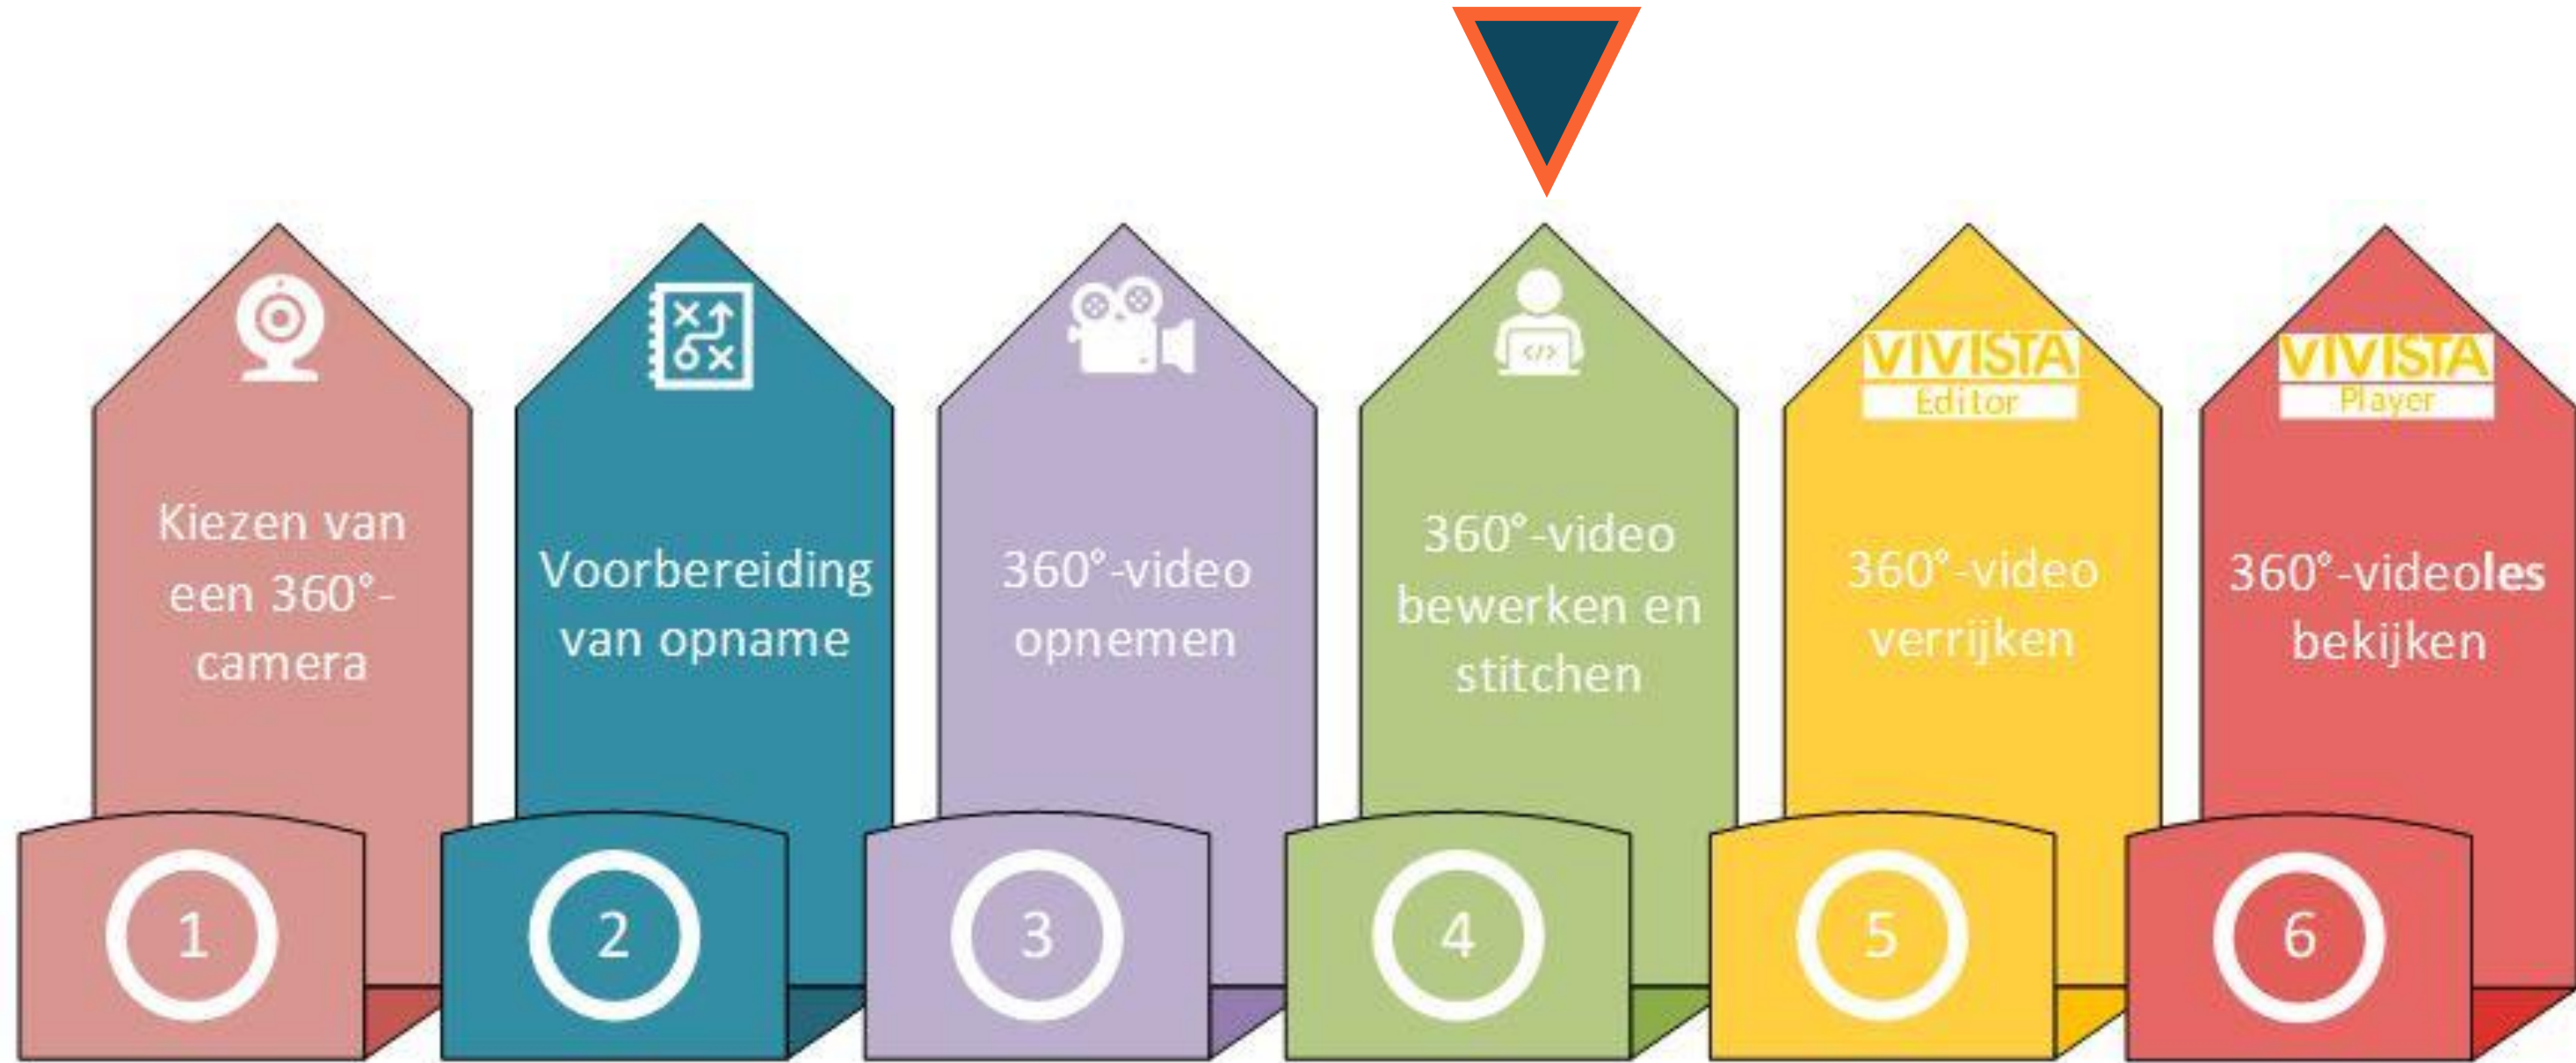 Kiezen van
een 360°-
camera
1
Voorbereiding
van opname
2
360°-video
opnemen
3
</>
360°-video
bewerken en
stitchen
4
VIVISTA
Editor
360°-video
verrijken
5
VIVISTA
Player
360°-videoles
bekijken
6